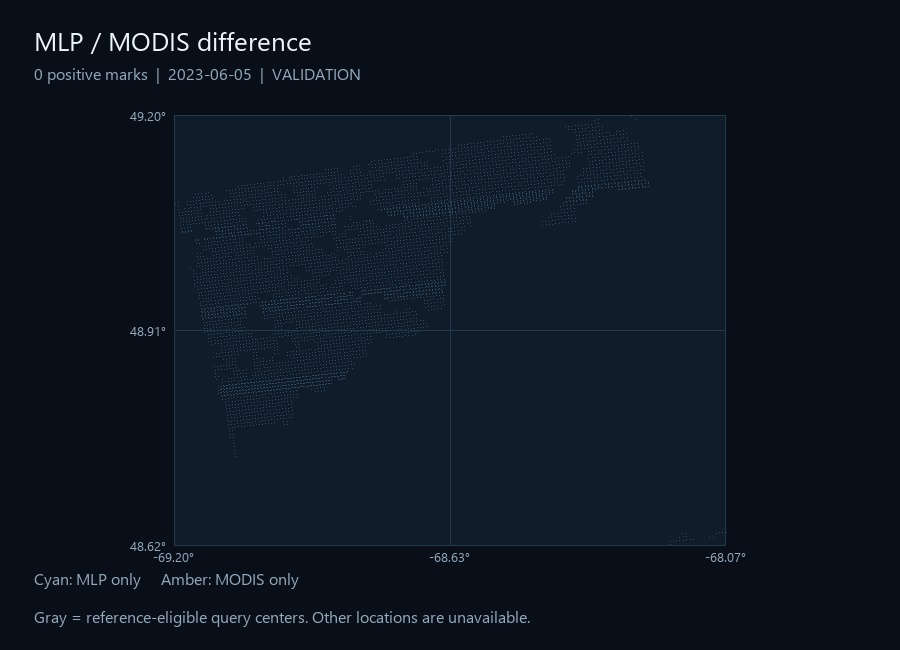 MLP / MODIS difference
0 positive marks | 2023-06-05 | VALIDATION
49.20°
48.91°
48.62°
-69.20°
-68.63°
-68.07°
Cyan: MLP only
Amber: MODIS only
Gray = reference-eligible query centers. Other locations are unavailable.